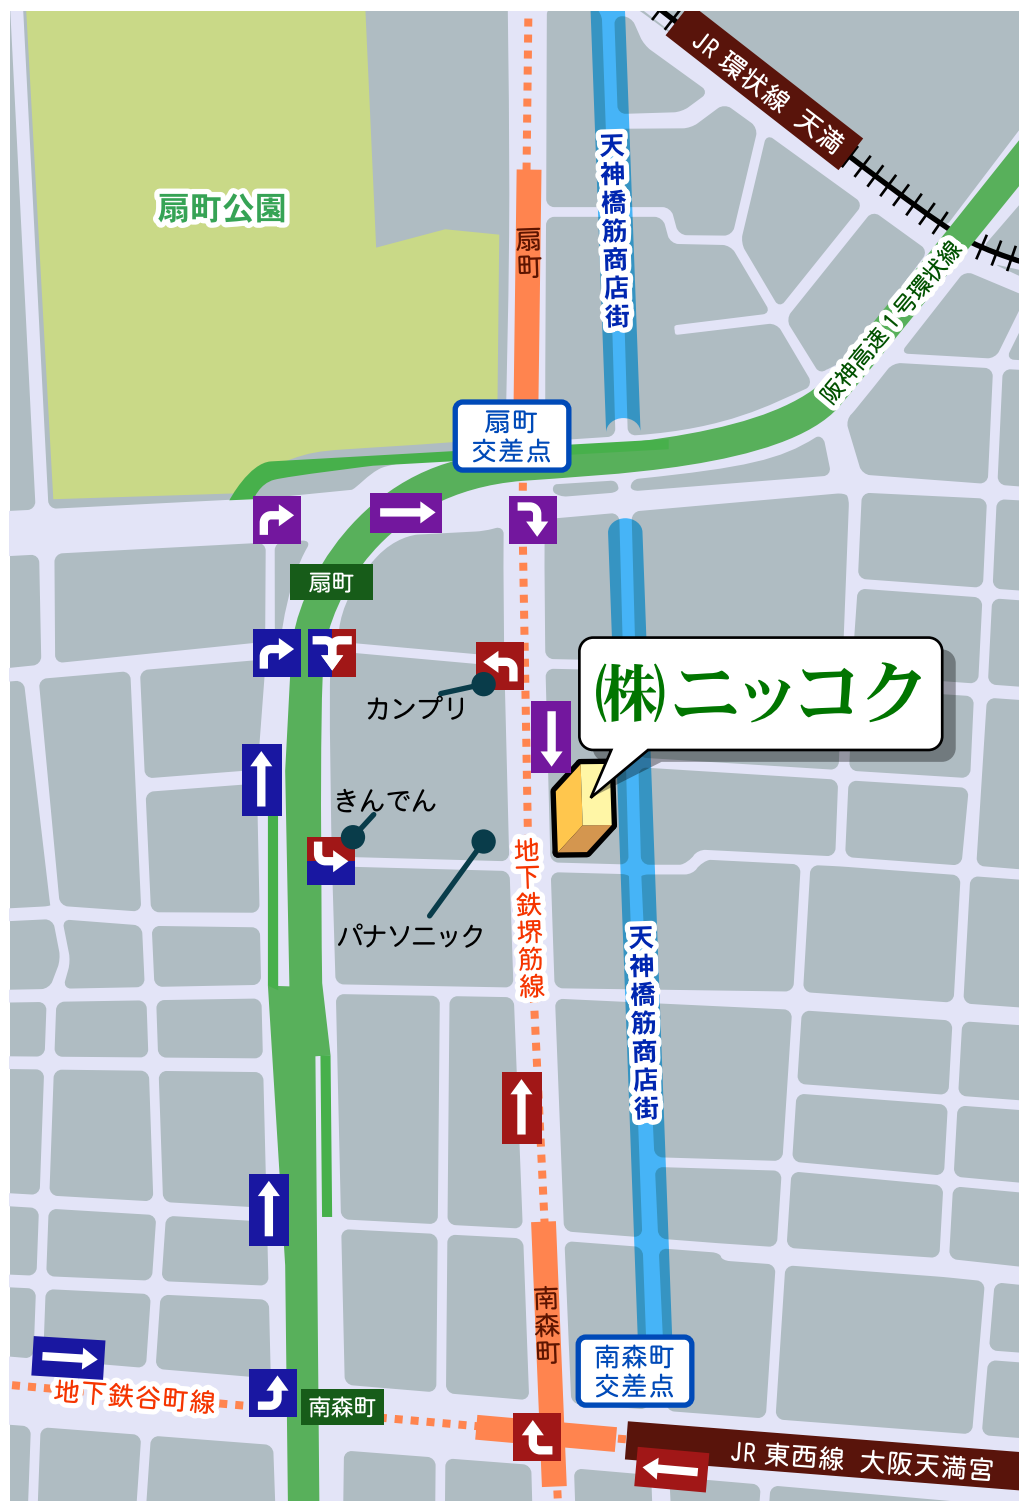 JR 環状線 天満
天神橋筋商店街
扇町公園
扇町
阪神高速1号環状線
扇町
交差点
扇町
㈱ニッコク
カンプリ
きんでん
パナソニック
地下鉄堺筋線
天神橋筋商店街
南森町
南森町
交差点
地下鉄谷町線
南森町
JR 東西線 大阪天満宮